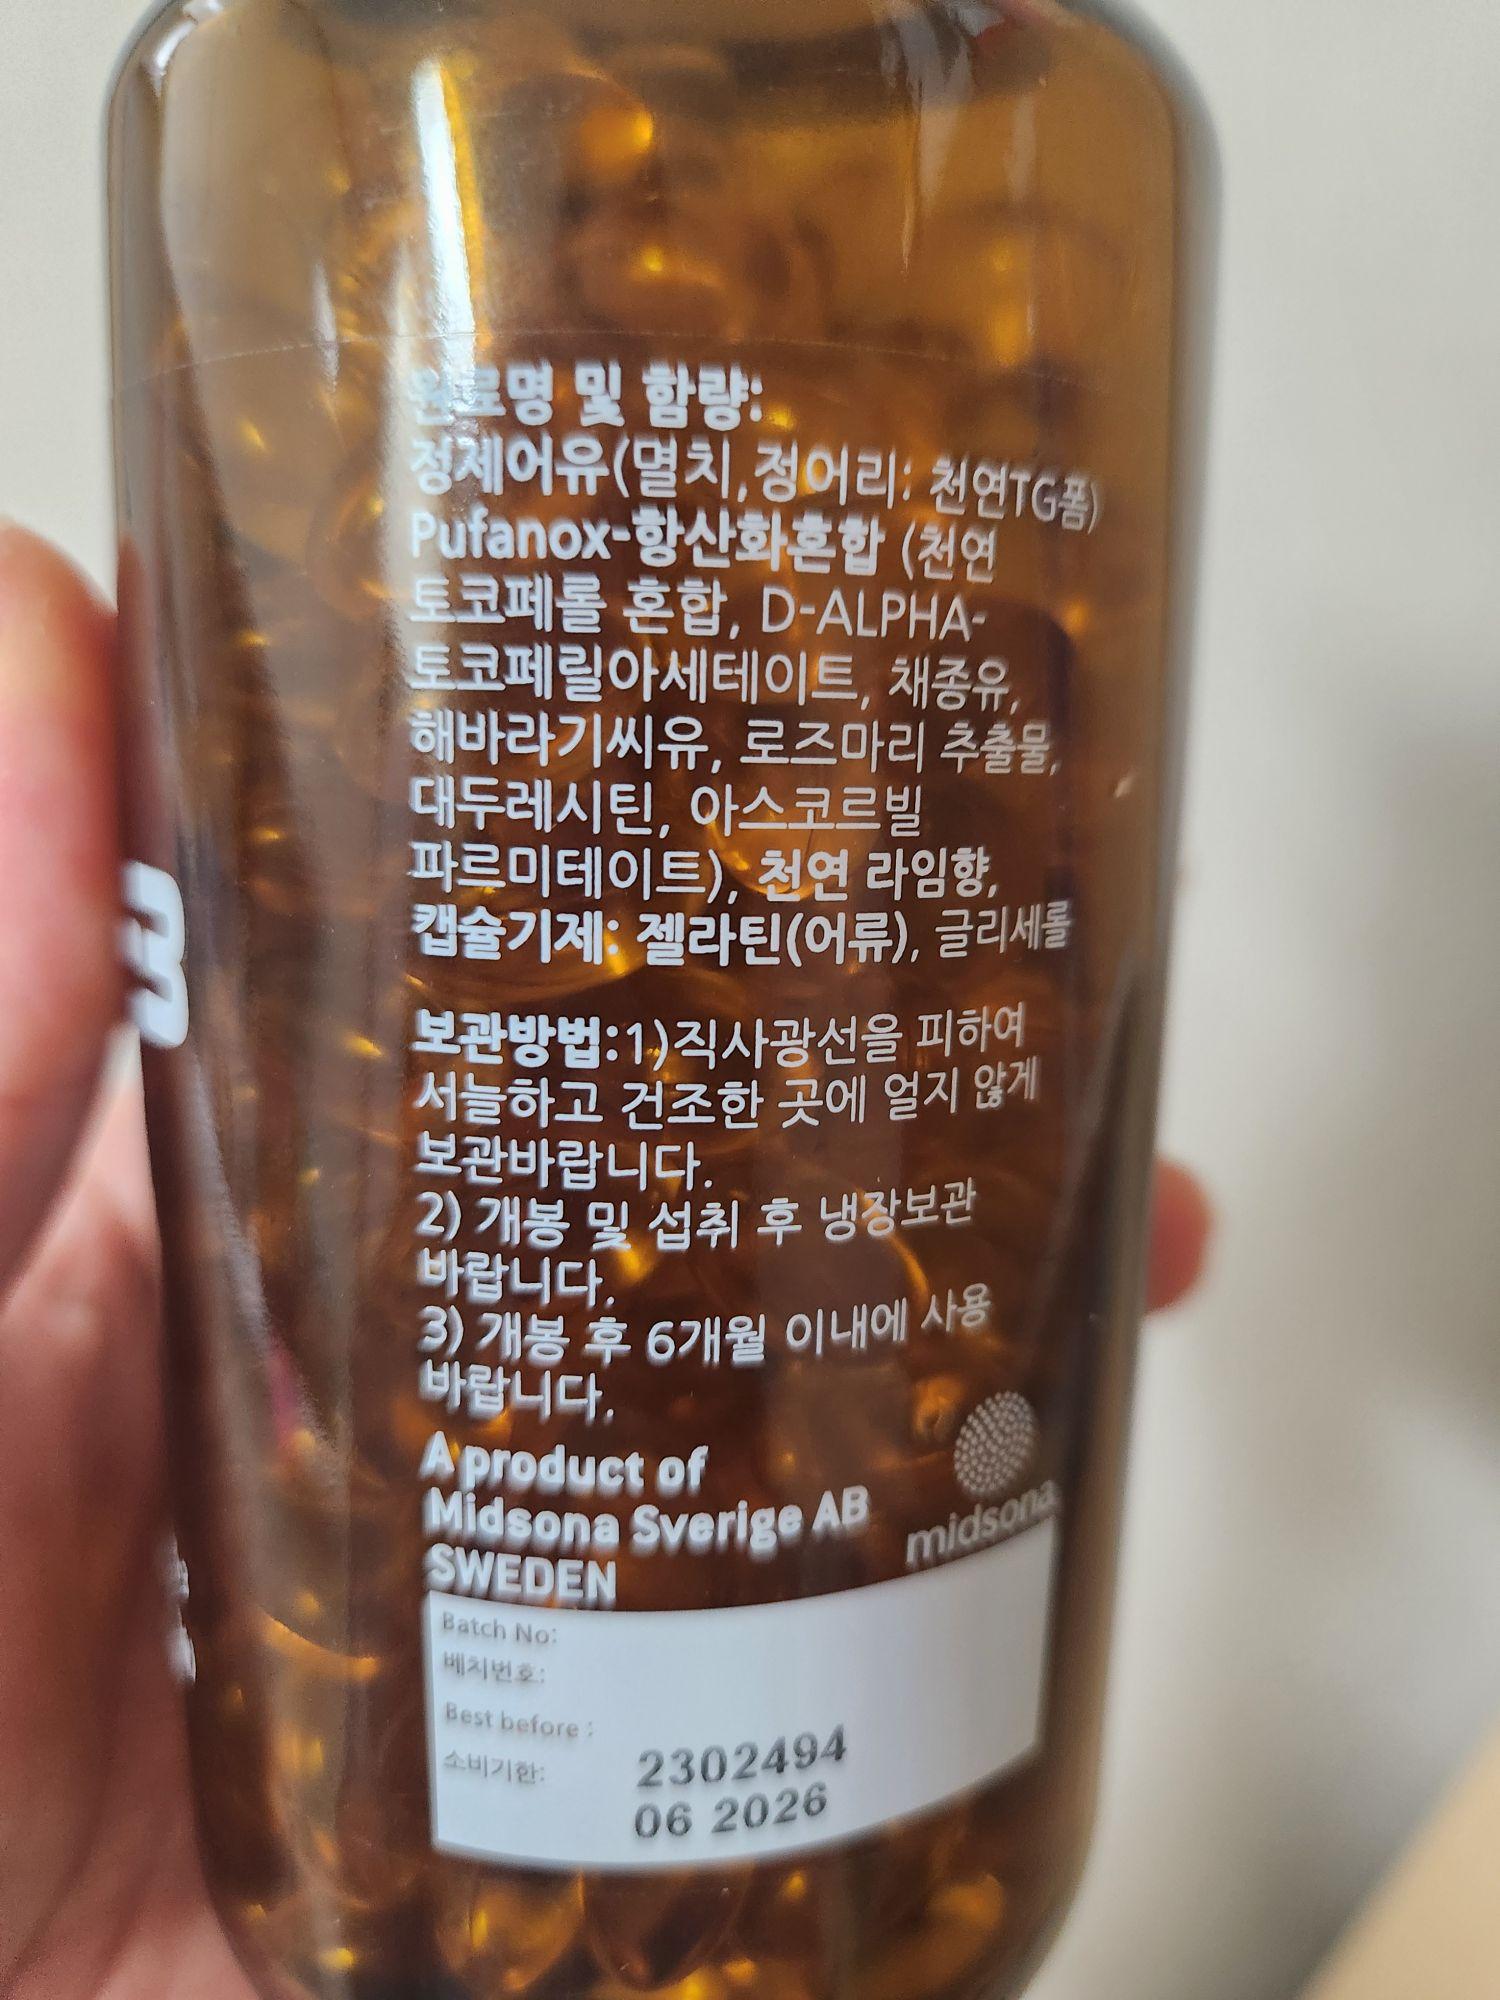 원료명 및 함량:
정제어유(멸치,정어리: 천연TG폼)
Pufanox-항산화혼합 (천연
토코페롤 혼합, D-ALPHA-
토코페릴아세테이트, 채종유,
해바라기씨유, 로즈마리 추출물,
대두레시틴, 아스코르빌
파르미테이트), 천연 라임향,
캡슐기제: 젤라틴(어류), 글리세롤
보관방법:1)직사광선을 피하여
서늘하고 건조한 곳에 얼지 않게
보관바랍니다.
2) 개봉 및 섭취 후 냉장보관
바랍니다.
3) 개봉 후 6개월 이내에 사용
바랍니다.
A product of
Midsona Sverige AB
SWEDEN
midsona
Batch No:
배치번호:
Best before :
소비기한:
2302494
06 2026